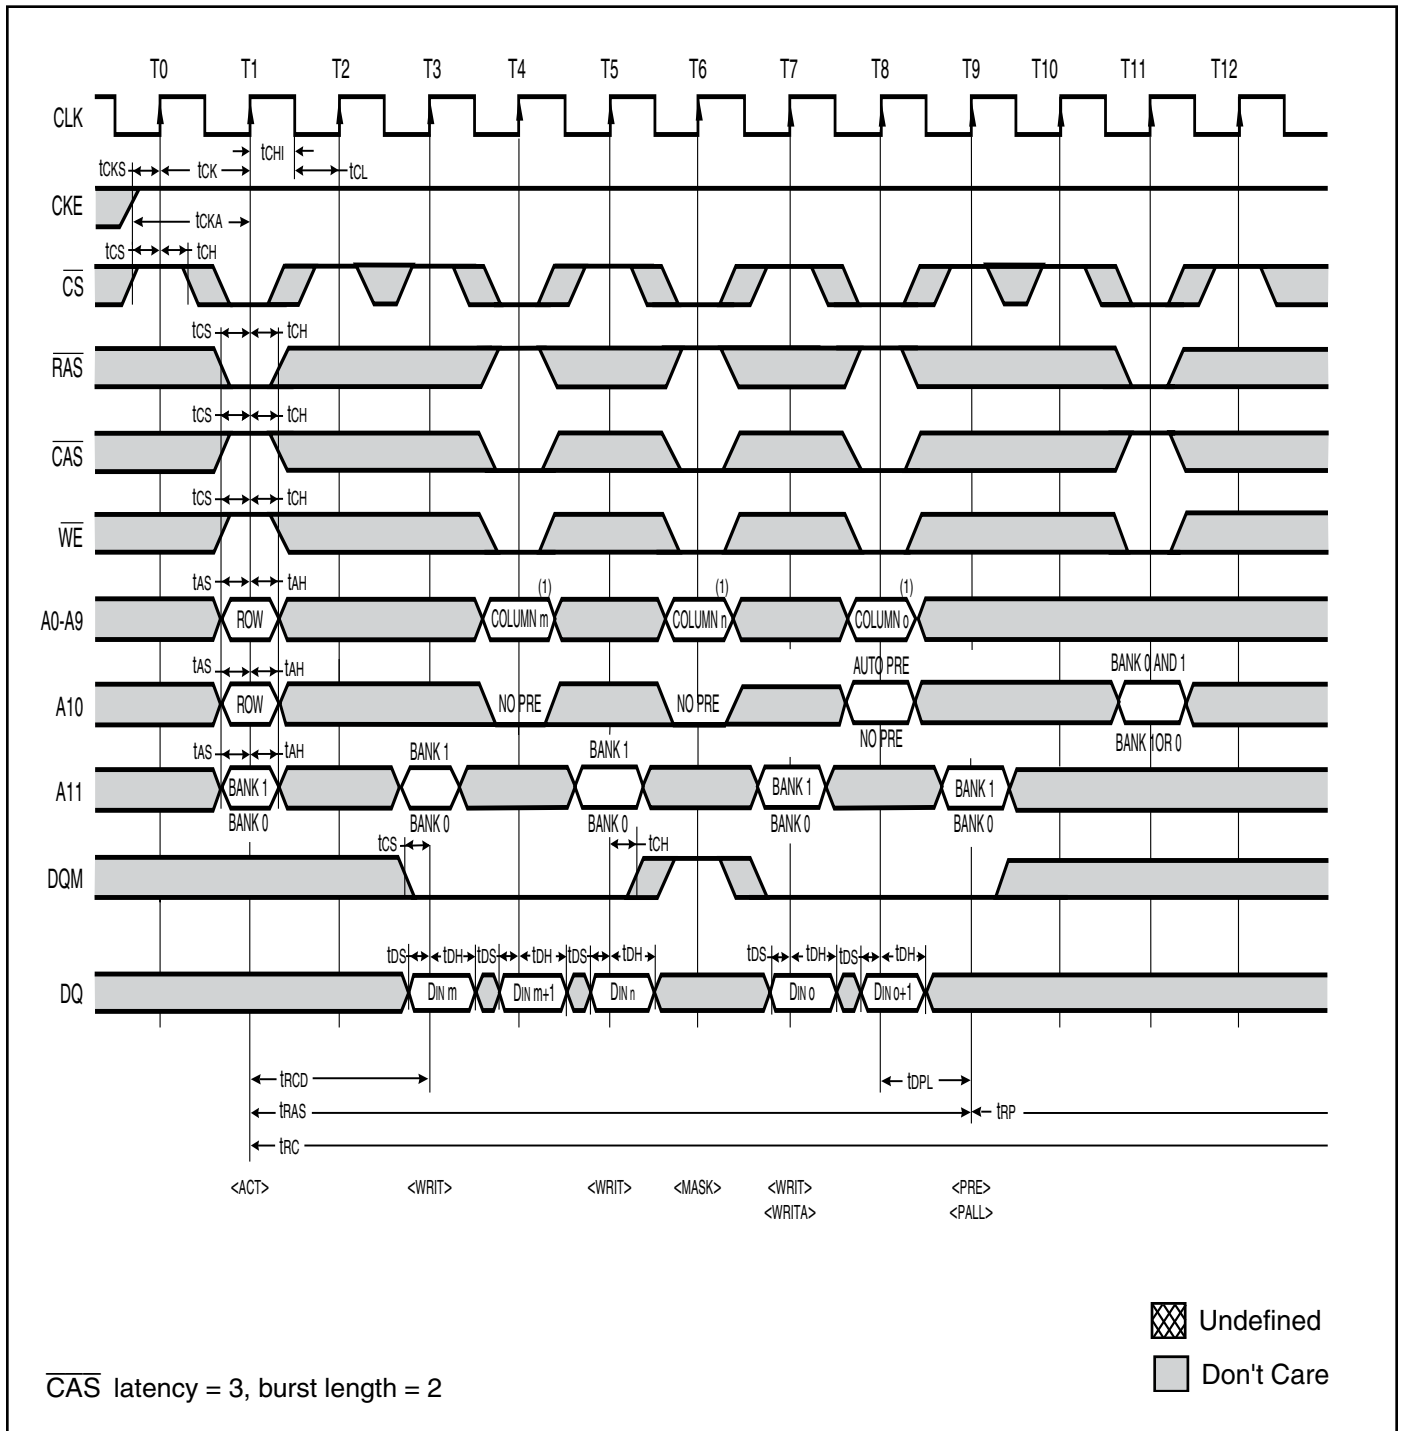 T0 T1 T2 T3 T4 T5 T6 T7 T8 T9 T10 T11 T12
CLK
tCHI
tCKS tCK tCL
CKE
tCKA
tCS tCH
CS
tCS tCH
RAS
tCS tCH
CAS
tCS tCH
WE
tAS tAH (1) (1) (1)
A0-A9 ROW COLUMN m COLUMN n COLUMN o
tAS tAH AUTO PRE BANK 0 AND 1
A10 ROW NO PRE NO PRE
NO PRE BANK 1OR 0
tAS tAH BANK 1 BANK 1
A11 BANK 1 BANK 1 BANK 1
BANK 0 BANK 0 BANK 0 BANK 0 BANK 0
tCS tCH
DQM
tDS tDH tDS tDH tDS tDH tDS tDH tDS tDH
DQ DIN m DIN m+1 DIN n DIN o DIN o+1
tRCD tDPL
tRAS tRP
tRC
<ACT> <WRIT> <WRIT> <MASK> <WRIT> <PRE>
<WRITA> <PALL>
Undefined
Don't Care
CAS latency = 3, burst length = 2